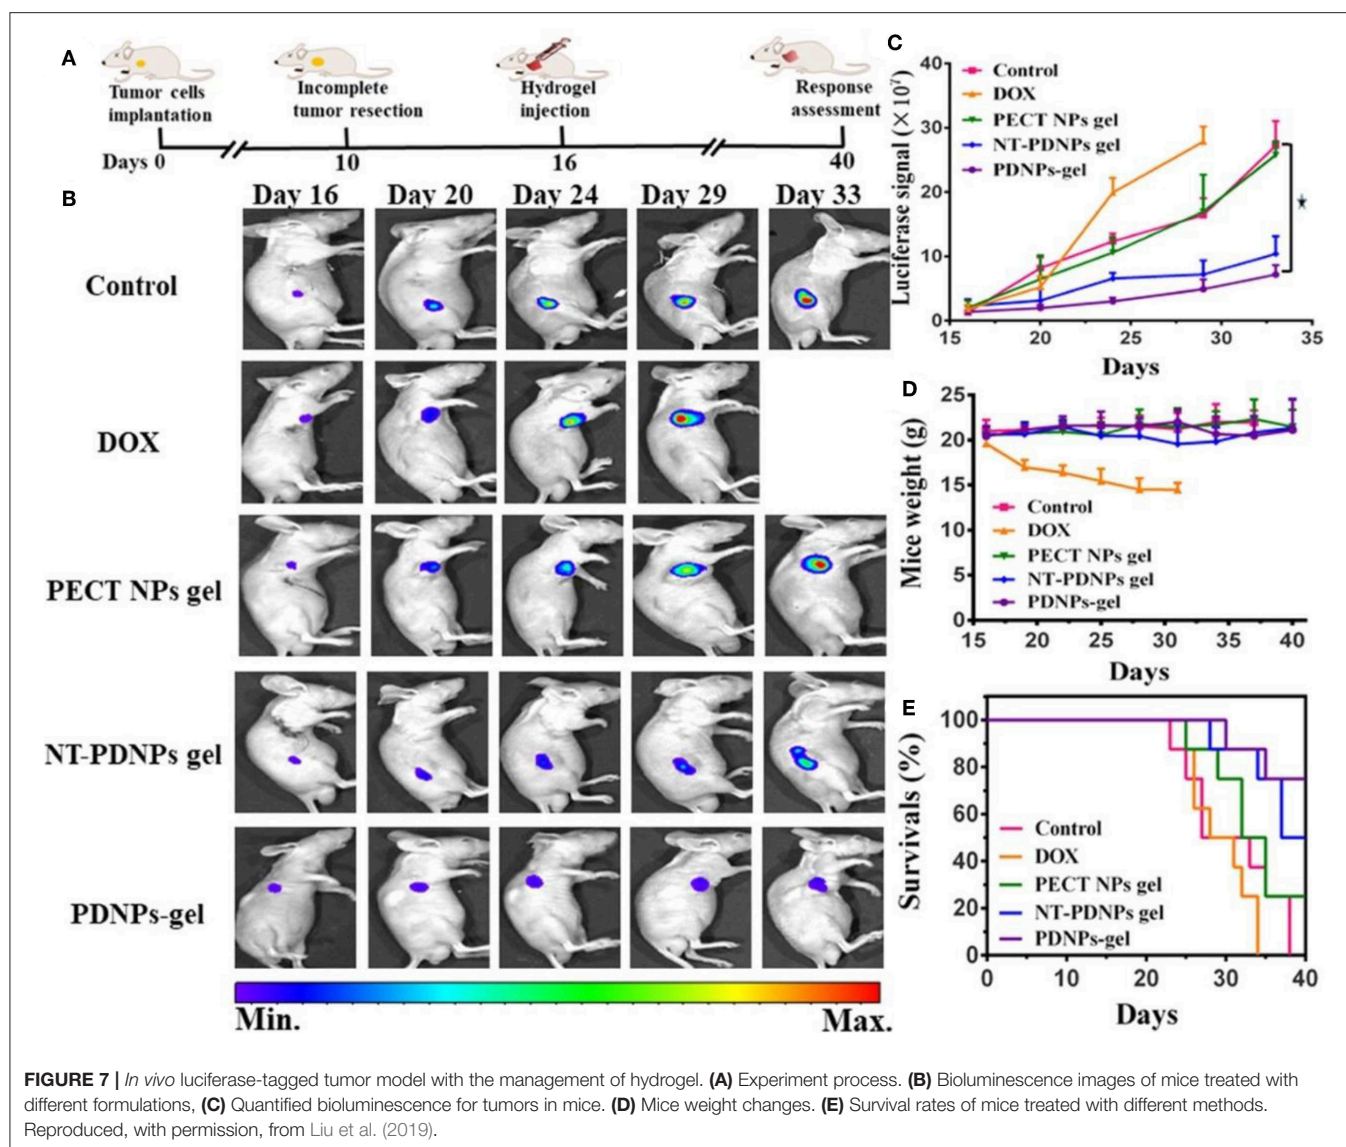 A
Tumor cells
implantation
Incomplete
tumor resection
Hydrogel
injection
Response
assessment
Days 0
10
16
40
B
Day 16
Day 20
Day 24
Day 29
Day 33
Control
DOX
PECT NPs gel
NT-PDNPs gel
PDNPs-gel
Min.
Max.
C
Luciferase signal (×10⁷)
40
30
20
10
0
Control
DOX
PECT NPs gel
NT-PDNPs gel
PDNPs-gel
*
15
20
25
30
35
Days
D
Mice weight (g)
25
20
15
10
5
0
Control
DOX
PECT NPs gel
NT-PDNPs gel
PDNPs-gel
15
20
25
30
35
40
Days
E
Survivals (%)
100
80
60
40
20
0
Control
DOX
PECT NPs gel
NT-PDNPs gel
PDNPs-gel
0
10
20
30
40
Days
FIGURE 7 | In vivo luciferase-tagged tumor model with the management of hydrogel. (A) Experiment process. (B) Bioluminescence images of mice treated with
different formulations, (C) Quantified bioluminescence for tumors in mice. (D) Mice weight changes. (E) Survival rates of mice treated with different methods.
Reproduced, with permission, from Liu et al. (2019).